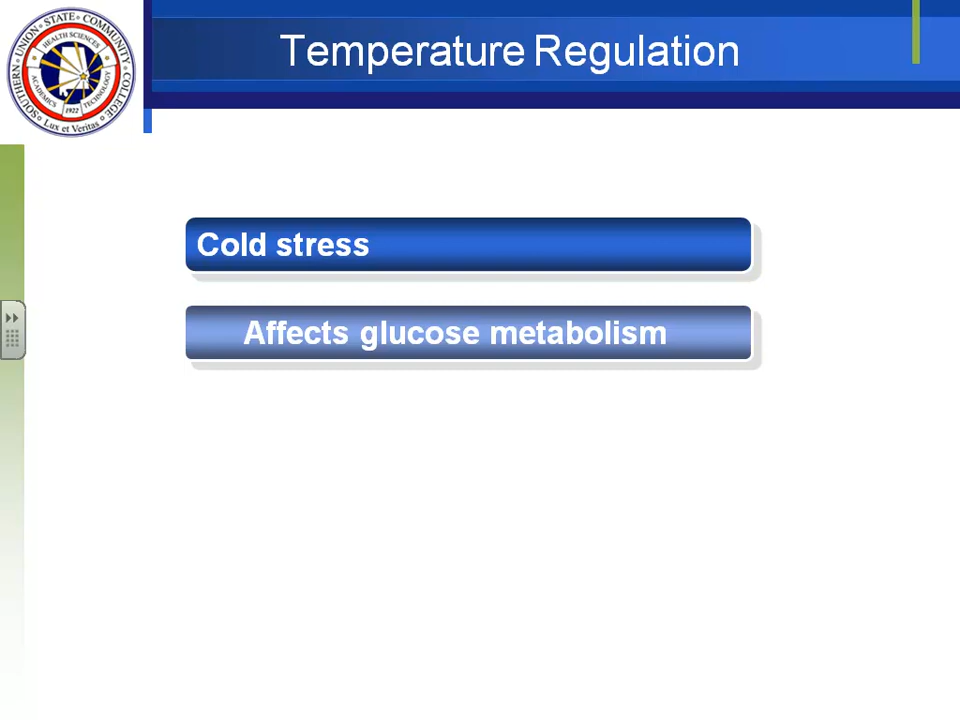 Temperature Regulation
SOUTHERN UNION STATE COMMUNITY COLLEGE
HEALTH SCIENCES
ACADEMICS
TECHNOLOGY
1922
Lux et Veritas
Cold stress
Affects glucose metabolism